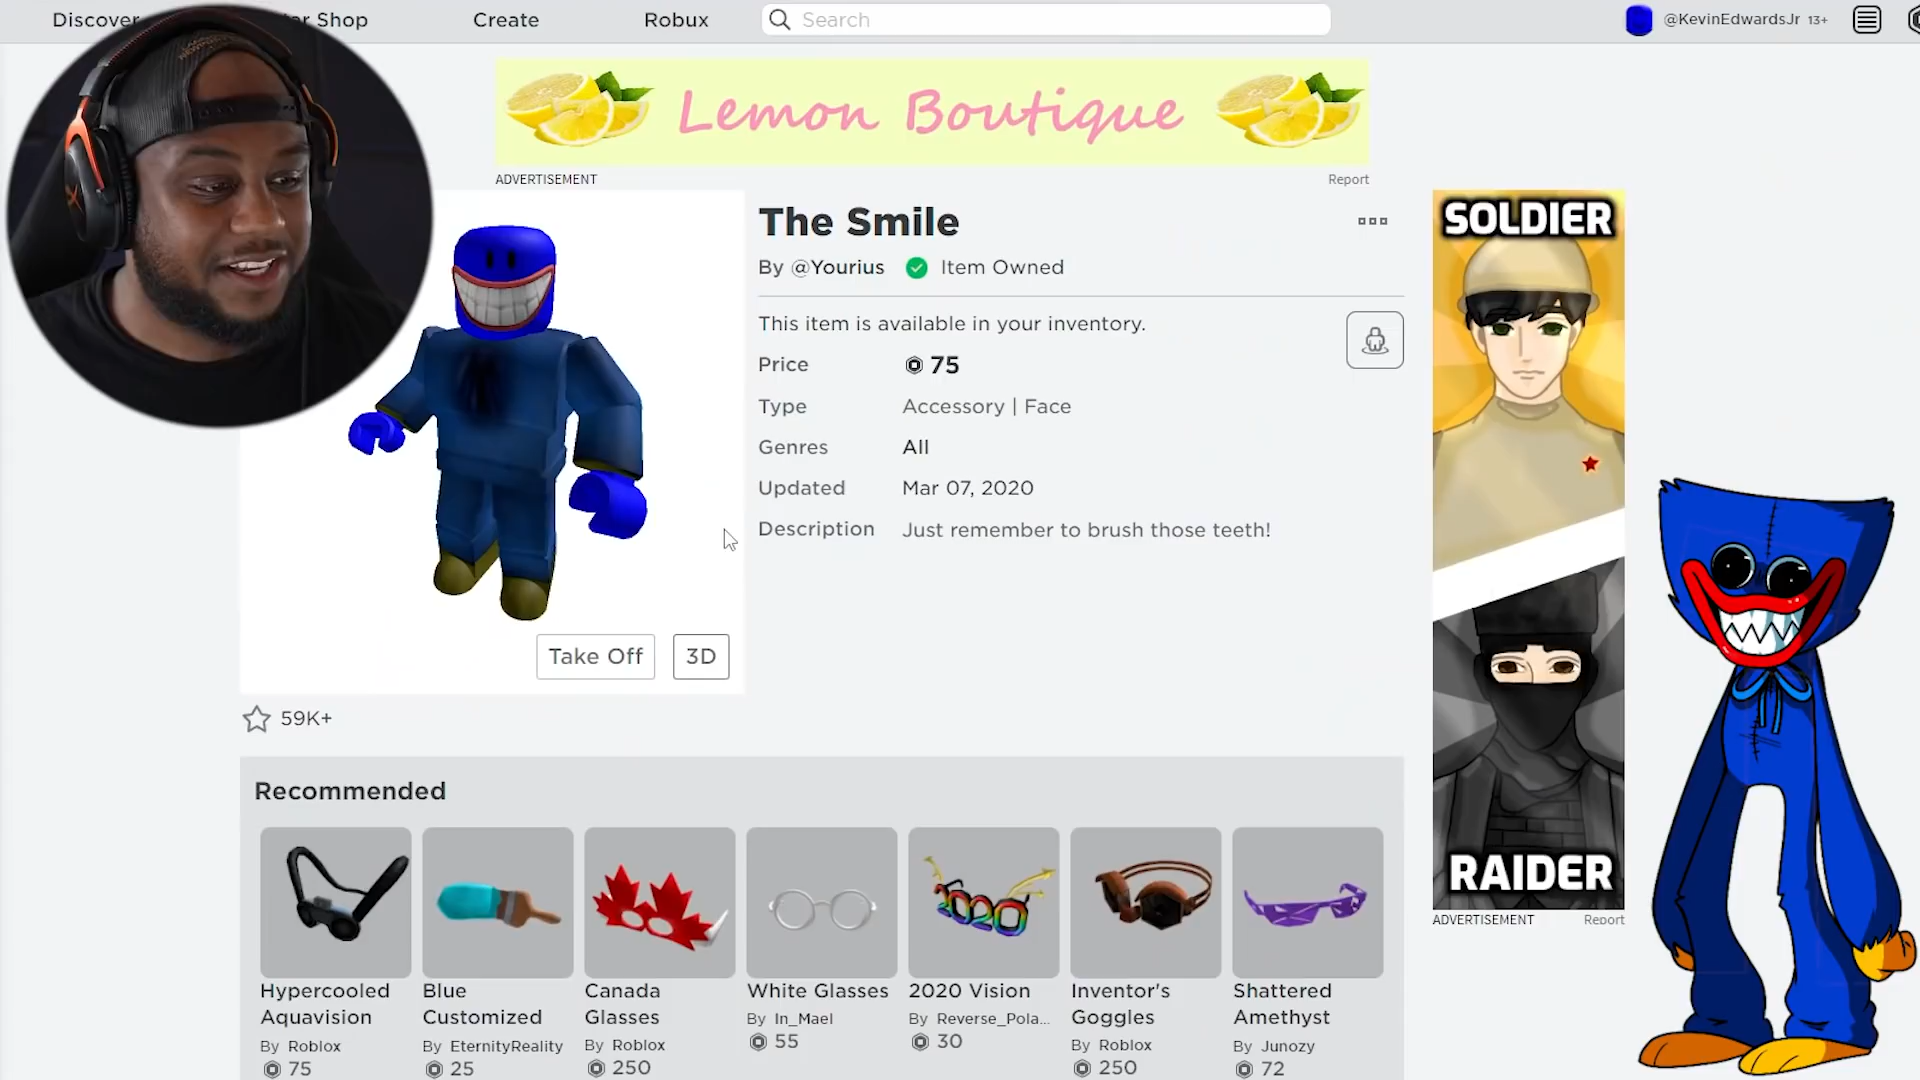 Discover
r Shop
Create
Robux
Search
@KevinEdwardsJr 13+
Lemon Boutique
ADVERTISEMENT
Report
The Smile
By @Yourius
Item Owned
This item is available in your inventory.
Price
75
Type
Accessory | Face
Genres
All
Updated
Mar 07, 2020
Description
Just remember to brush those teeth!
Take Off
3D
59K+
SOLDIER
RAIDER
ADVERTISEMENT
Report
Recommended
Hypercooled
Aquavision
By Roblox
75
Blue
Customized
By EternityReality
25
Canada
Glasses
By Roblox
250
White Glasses
By In_Mael
55
2020
2020 Vision
By Reverse_Pola...
30
Inventor's
Goggles
By Roblox
250
Shattered
Amethyst
By Junozy
72